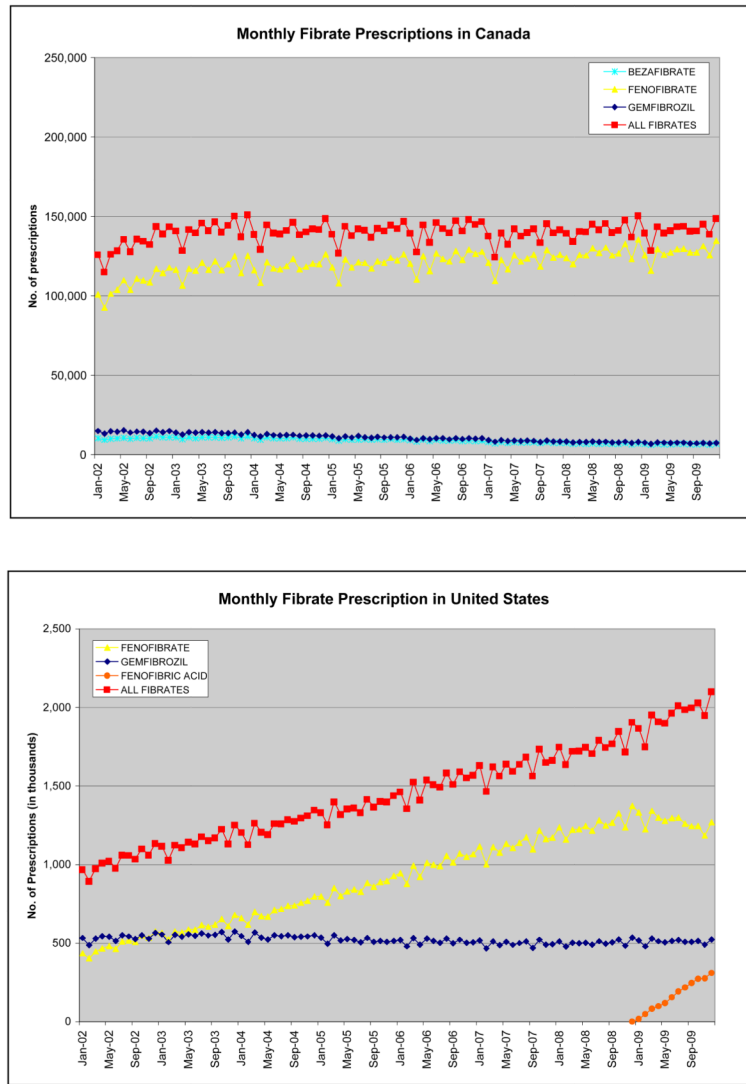 Monthly Fibrate Prescriptions in Canada
250,000
200,000
150,000
100,000
50,000
0
No. of prescriptions
BEZAFIBRATE
FENOFIBRATE
GEMFIBROZIL
ALL FIBRATES
Jan-02
May-02
Sep-02
Jan-03
May-03
Sep-03
Jan-04
May-04
Sep-04
Jan-05
May-05
Sep-05
Jan-06
May-06
Sep-06
Jan-07
May-07
Sep-07
Jan-08
May-08
Sep-08
Jan-09
May-09
Sep-09
Monthly Fibrate Prescription in United States
2,500
2,000
1,500
1,000
500
0
No. of Prescriptions (in thousands)
FENOFIBRATE
GEMFIBROZIL
FENOFIBRIC ACID
ALL FIBRATES
Jan-02
May-02
Sep-02
Jan-03
May-03
Sep-03
Jan-04
May-04
Sep-04
Jan-05
May-05
Sep-05
Jan-06
May-06
Sep-06
Jan-07
May-07
Sep-07
Jan-08
May-08
Sep-08
Jan-09
May-09
Sep-09